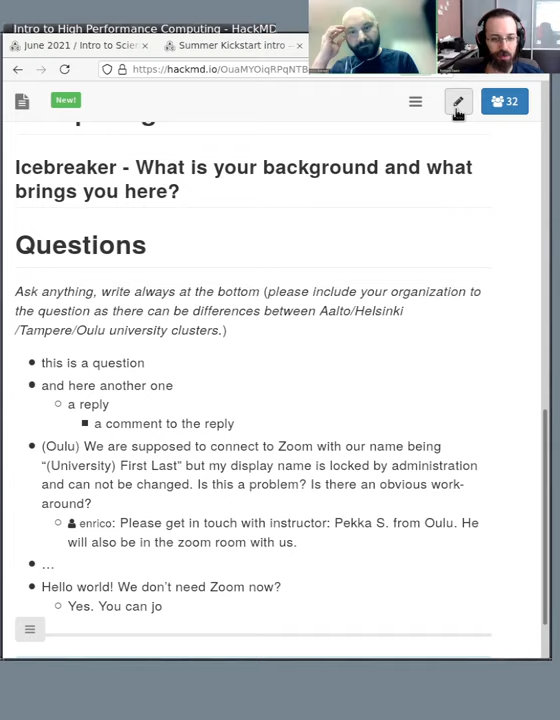 Intro to High Performance Computing - HackMD
June 2021 / Intro to Scien
Summer Kickstart intro –
https://hackmd.io/OuaMYOiqRPqNTB
New!
32
Icebreaker - What is your background and what
brings you here?
Questions
Ask anything, write always at the bottom (please include your organization to
the question as there can be differences between Aalto/Helsinki
/Tampere/Oulu university clusters.)
this is a question
and here another one
a reply
a comment to the reply
(Oulu) We are supposed to connect to Zoom with our name being
“(University) First Last” but my display name is locked by administration
and can not be changed. Is this a problem? Is there an obvious work-
around?
enrico: Please get in touch with instructor: Pekka S. from Oulu. He
will also be in the zoom room with us.
…
Hello world! We don’t need Zoom now?
Yes. You can jo